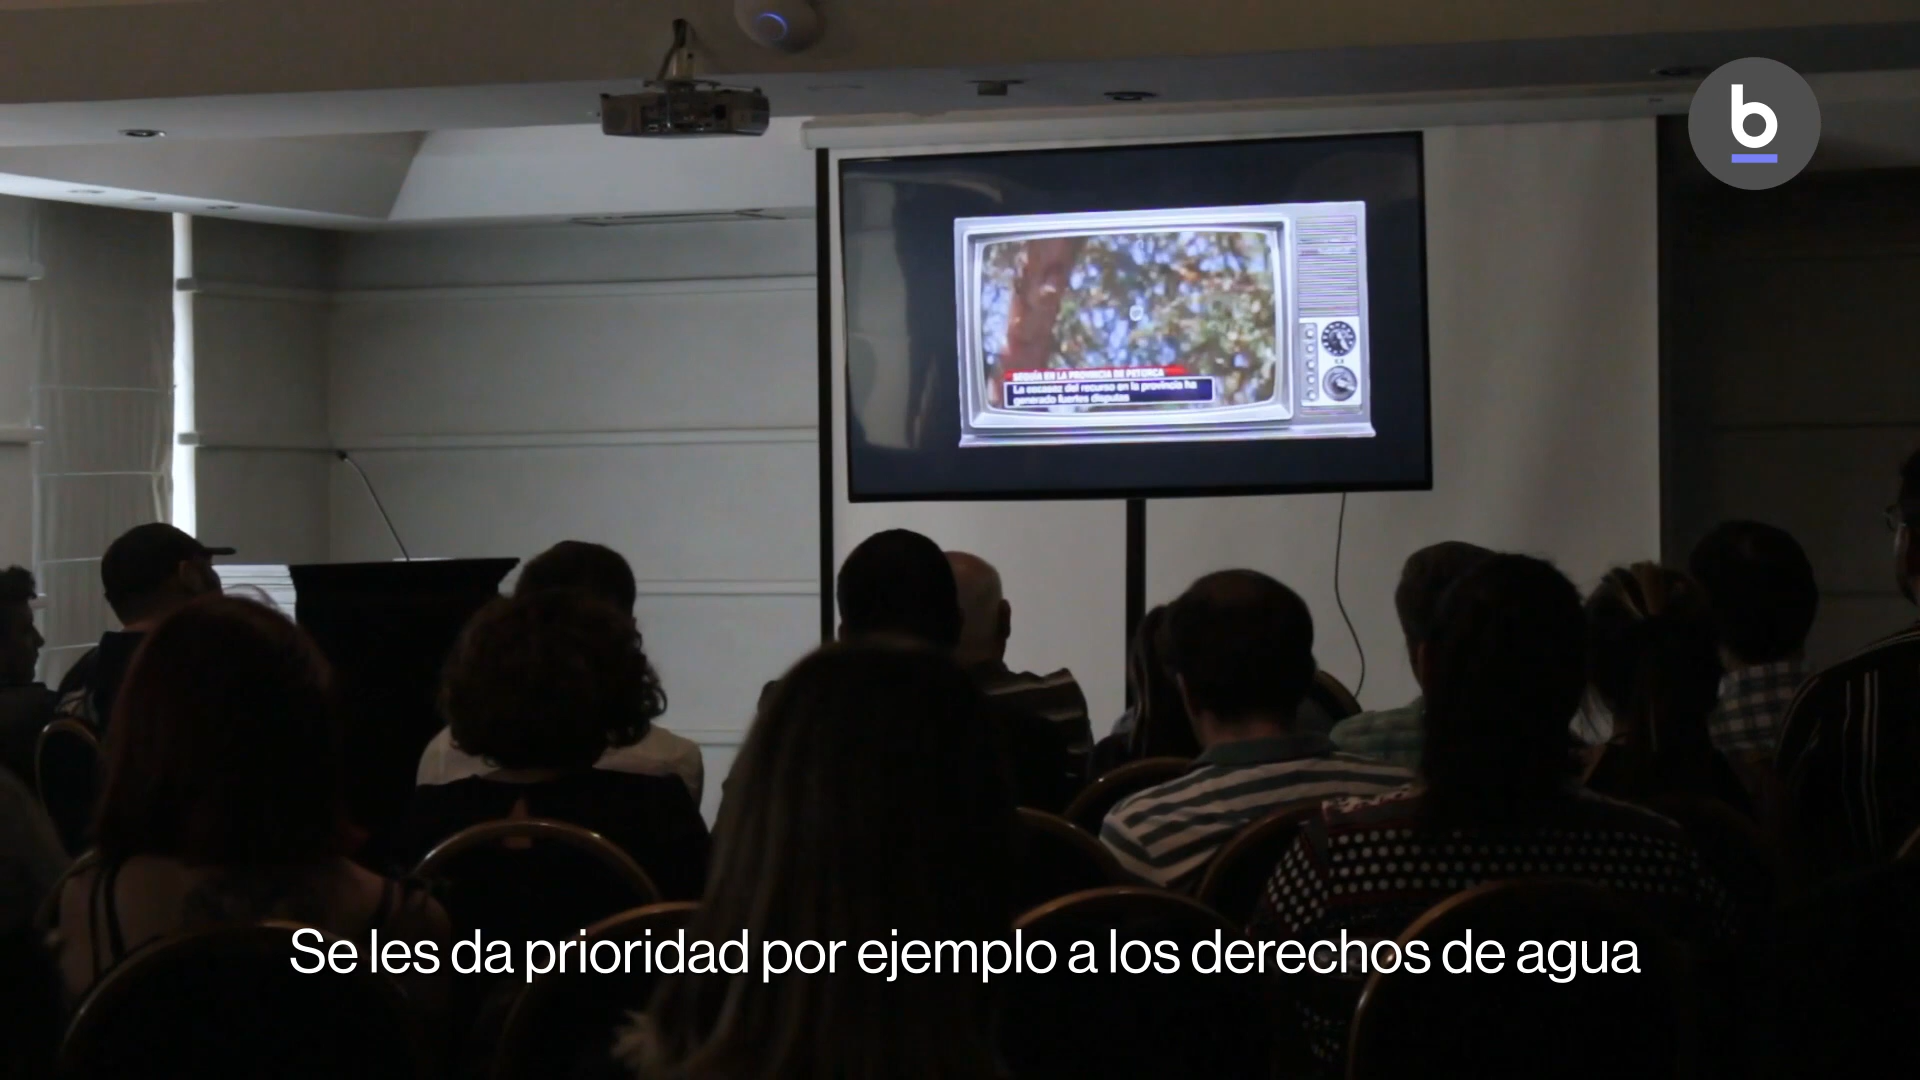 b
SEQUÍA EN LA PROVINCIA DE PETORCA
La escasez del recurso en la provincia ha
generado fuertes disputas
Se les da prioridad por ejemplo a los derechos de agua